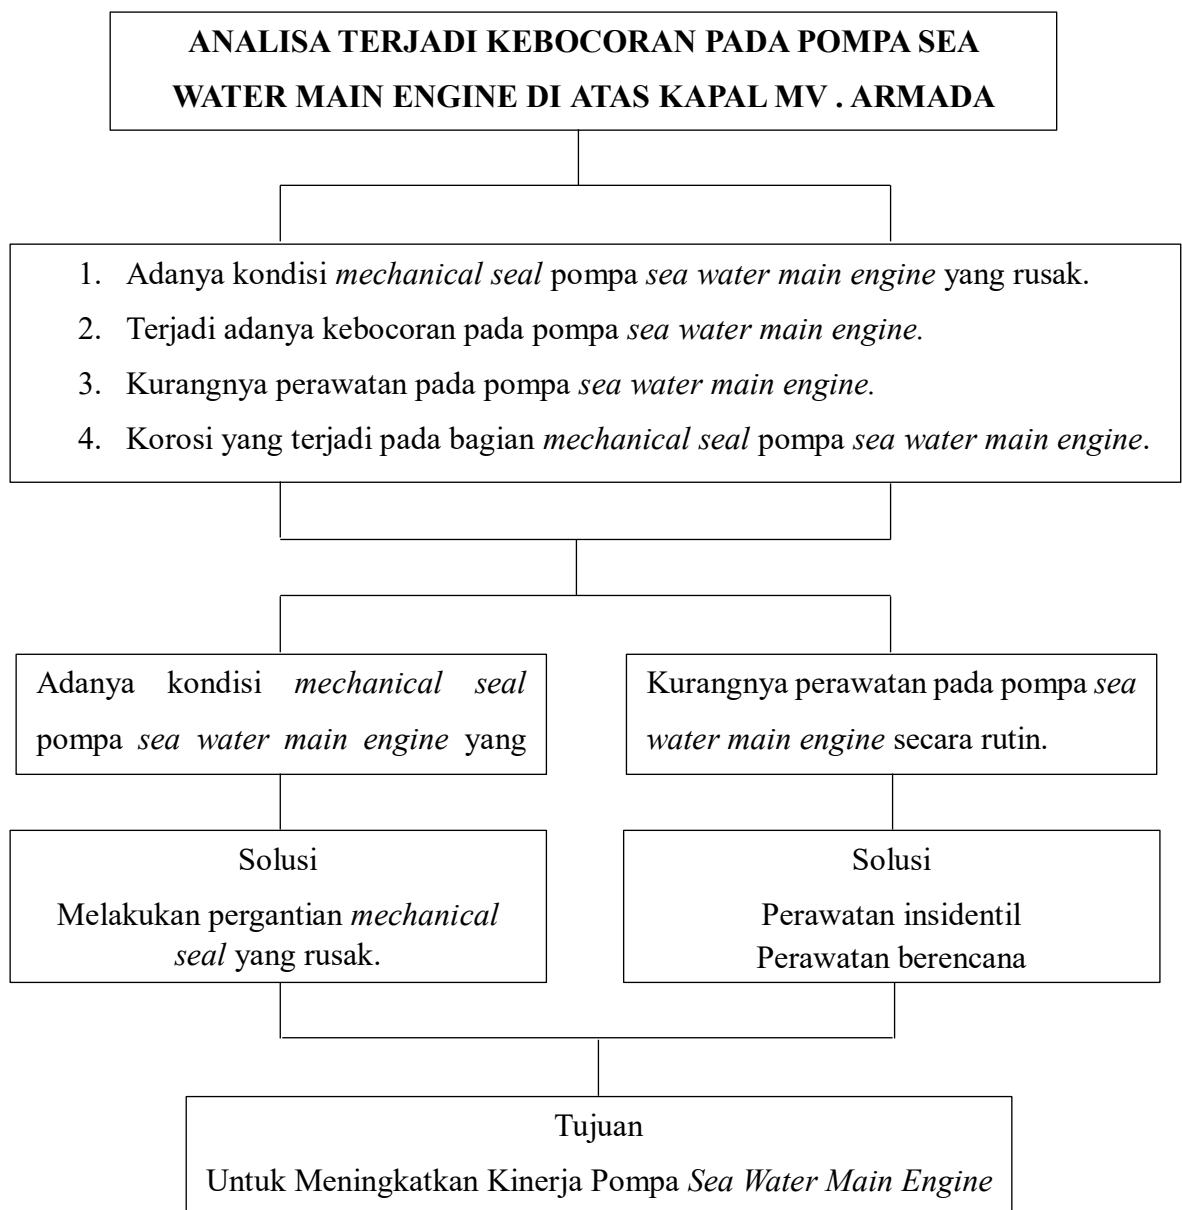 ANALISA TERJADI KEBOCORAN PADA POMPA SEA
WATER MAIN ENGINE DI ATAS KAPAL MV . ARMADA
1. Adanya kondisi mechanical seal pompa sea water main engine yang rusak.
2. Terjadi adanya kebocoran pada pompa sea water main engine.
3. Kurangnya perawatan pada pompa sea water main engine.
4. Korosi yang terjadi pada bagian mechanical seal pompa sea water main engine.
Adanya kondisi mechanical seal
pompa sea water main engine yang
Kurangnya perawatan pada pompa sea
water main engine secara rutin.
Solusi
Melakukan pergantian mechanical
seal yang rusak.
Solusi
Perawatan insidentil
Perawatan berencana
Tujuan
Untuk Meningkatkan Kinerja Pompa Sea Water Main Engine